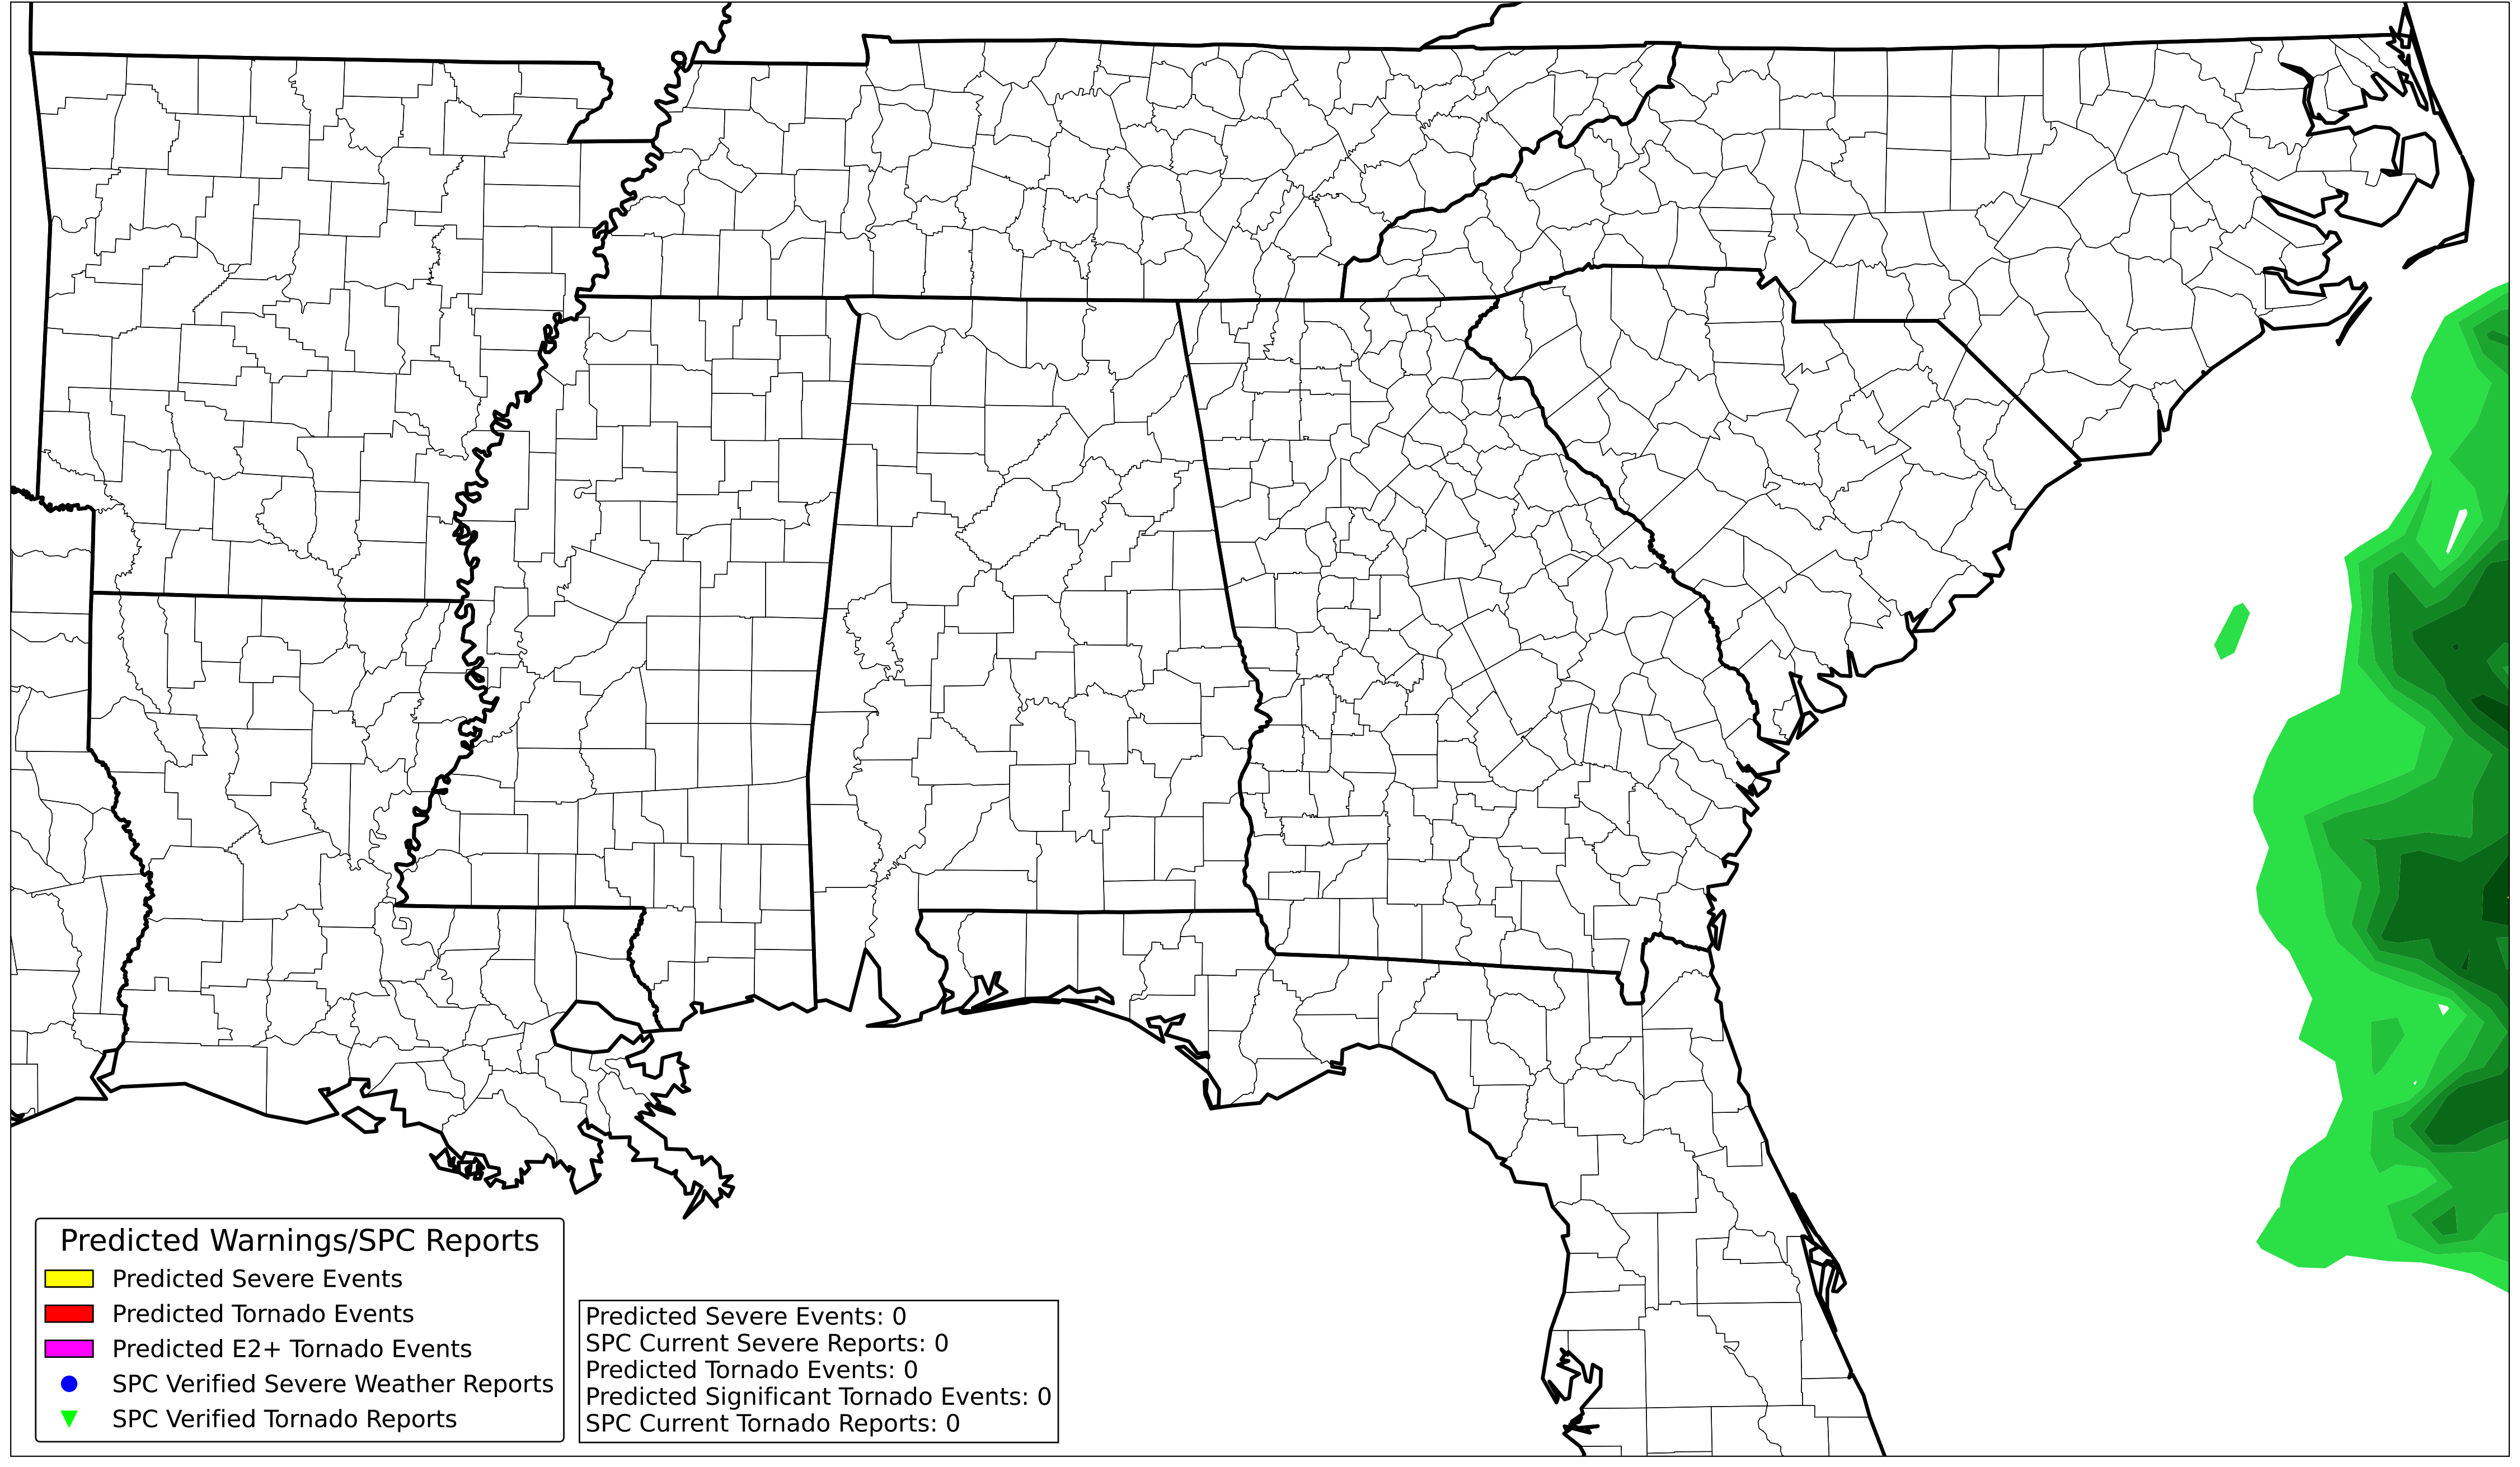 Predicted Warnings/SPC Reports
Predicted Severe Events
Predicted Tornado Events
Predicted E2+ Tornado Events
SPC Verified Severe Weather Reports
SPC Verified Tornado Reports
Predicted Severe Events: 0
SPC Current Severe Reports: 0
Predicted Tornado Events: 0
Predicted Significant Tornado Events: 0
SPC Current Tornado Reports: 0